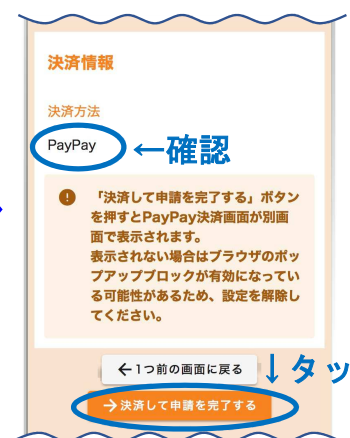 決済情報
決済方法
PayPay
←確認
「決済して申請を完了する」ボタン
を押すとPayPay決済画面が別画
面で表示されます。
表示されない場合はブラウザのポッ
プアップブロックが有効になってい
る可能性があるため、設定を解除し
てください。
←1つ前の画面に戻る
↓タッ
→決済して申請を完了する